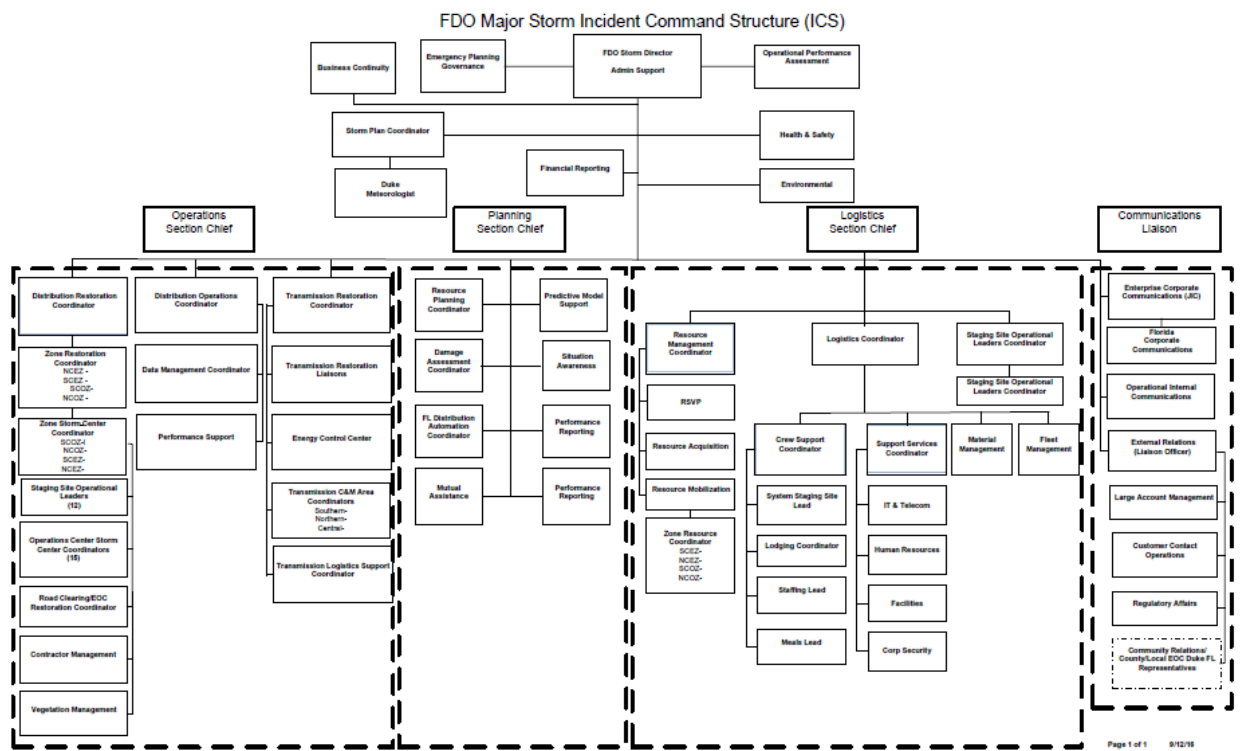 FDO Major Storm Incident Command Structure (ICS)
Business Continuity
Emergency Planning
Governance
FDO Storm Director
Admin Support
Operational Performance
Assessment
Storm Plan Coordinator
Health & Safety
Financial Reporting
Duke
Meteorologist
Environmental
Operations
Section Chief
Planning
Section Chief
Logistics
Section Chief
Communications
Liaison
Distribution Restoration
Coordinator
Zone Restoration
Coordinator
NCEZ -
SCEZ -
SCOZ-
NCOZ -
Zone Storm Center
Coordinator
SCOZ-I
NCOZ-
SCEZ-
NCEZ-
Staging Site Operational
Leaders
(12)
Operations Center Storm
Center Coordinators
(15)
Road Clearing/EOC
Restoration Coordinator
Contractor Management
Vegetation Management
Distribution Operations
Coordinator
Data Management Coordinator
Performance Support
Transmission Restoration
Coordinator
Transmission Restoration
Liaisons
Energy Control Center
Transmission C&M Area
Coordinators
Southern-
Northern-
Central-
Transmission Logistics Support
Coordinator
Resource
Planning
Coordinator
Damage
Assessment
Coordinator
FL Distribution
Automation
Coordinator
Mutual
Assistance
Predictive Model
Support
Situation
Awareness
Performance
Reporting
Performance
Reporting
Resource
Management
Coordinator
RSVP
Resource Acquisition
Resource Mobilization
Zone Resource
Coordinator
SCEZ-
NCEZ-
SCOZ-
NCOZ-
Logistics Coordinator
Staging Site Operational
Leaders Coordinator
Staging Site Operational
Leaders Coordinator
Crew Support
Coordinator
System Staging Site
Lead
Lodging Coordinator
Staffing Lead
Meals Lead
Support Services
Coordinator
IT & Telecom
Human Resources
Facilities
Corp Security
Material
Management
Fleet
Management
Enterprise Corporate
Communications (JIC)
Florida
Corporate
Communications
Operational Internal
Communications
External Relations
(Liaison Officer)
Large Account Management
Customer Contact
Operations
Regulatory Affairs
Community Relations/
County/Local EOC Duke FL
Representatives
Page 1 of 1 9/12/16